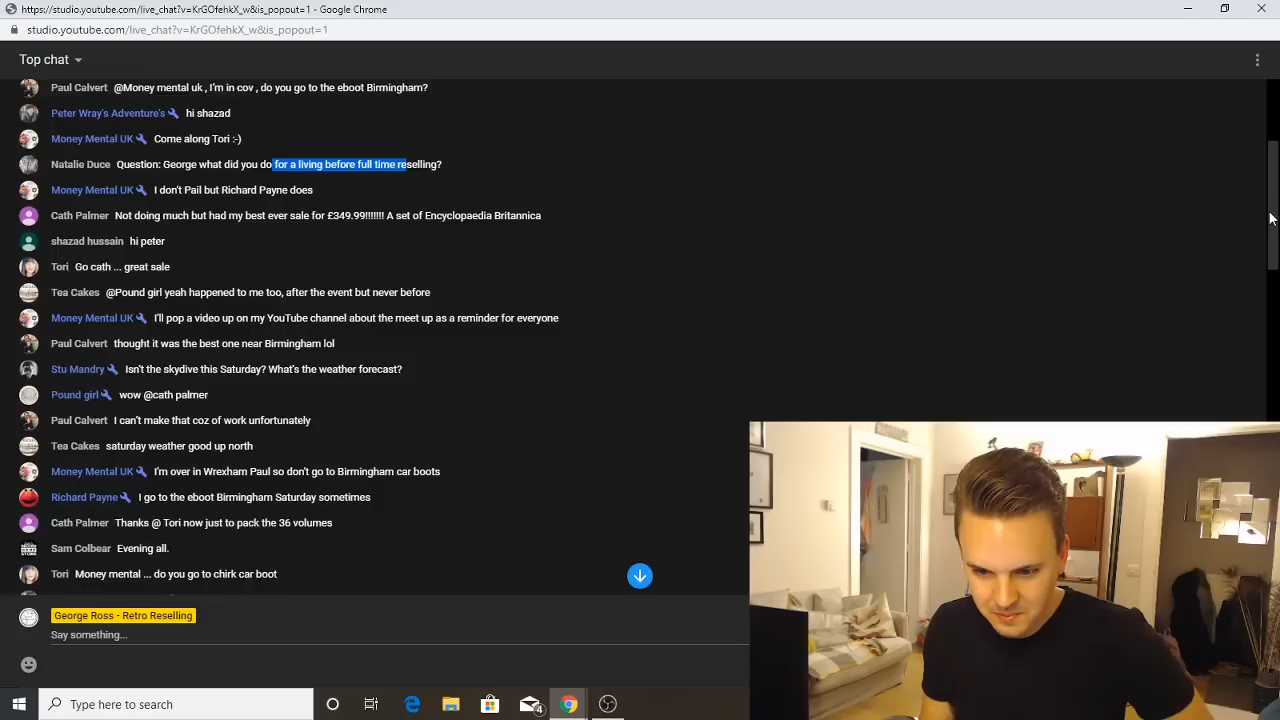 https://studio.youtube.com/live_chat?v=KrGOfehkX_w&is_popout=1 - Google Chrome
studio.youtube.com/live_chat?v=KrGOfehkX_w&is_popout=1
Top chat
Paul Calvert @Money mental uk , I'm in cov , do you go to the eboot Birmingham?
Peter Wray's Adventure's hi shazad
Money Mental UK Come along Tori :-)
Natalie Duce Question: George what did you do for a living before full time reselling?
Money Mental UK I don't Pail but Richard Payne does
Cath Palmer Not doing much but had my best ever sale for £349.99!!!!!!! A set of Encyclopaedia Britannica
shazad hussain hi peter
Tori Go cath ... great sale
Tea Cakes @Pound girl yeah happened to me too, after the event but never before
Money Mental UK I'll pop a video up on my YouTube channel about the meet up as a reminder for everyone
Paul Calvert thought it was the best one near Birmingham lol
Stu Mandry Isn't the skydive this Saturday? What's the weather forecast?
Pound girl wow @cath palmer
Paul Calvert I can't make that coz of work unfortunately
Tea Cakes saturday weather good up north
Money Mental UK I'm over in Wrexham Paul so don't go to Birmingham car boots
Richard Payne I go to the eboot Birmingham Saturday sometimes
Cath Palmer Thanks @ Tori now just to pack the 36 volumes
Sam Colbear Evening all.
Tori Money mental ... do you go to chirk car boot
George Ross - Retro Reselling
Say something...
Type here to search
4